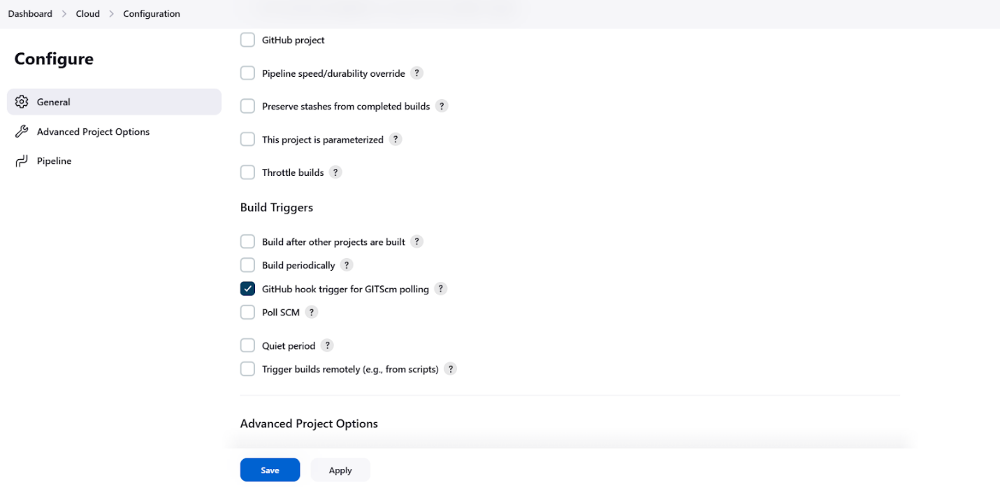 Dashboard > Cloud > Configuration
Configure
General
Advanced Project Options
Pipeline
GitHub project
Pipeline speed/durability override ?
Preserve stashes from completed builds ?
This project is parameterized ?
Throttle builds ?
Build Triggers
Build after other projects are built ?
Build periodically ?
GitHub hook trigger for GITScm polling ?
Poll SCM ?
Quiet period ?
Trigger builds remotely (e.g., from scripts) ?
Advanced Project Options
Save
Apply